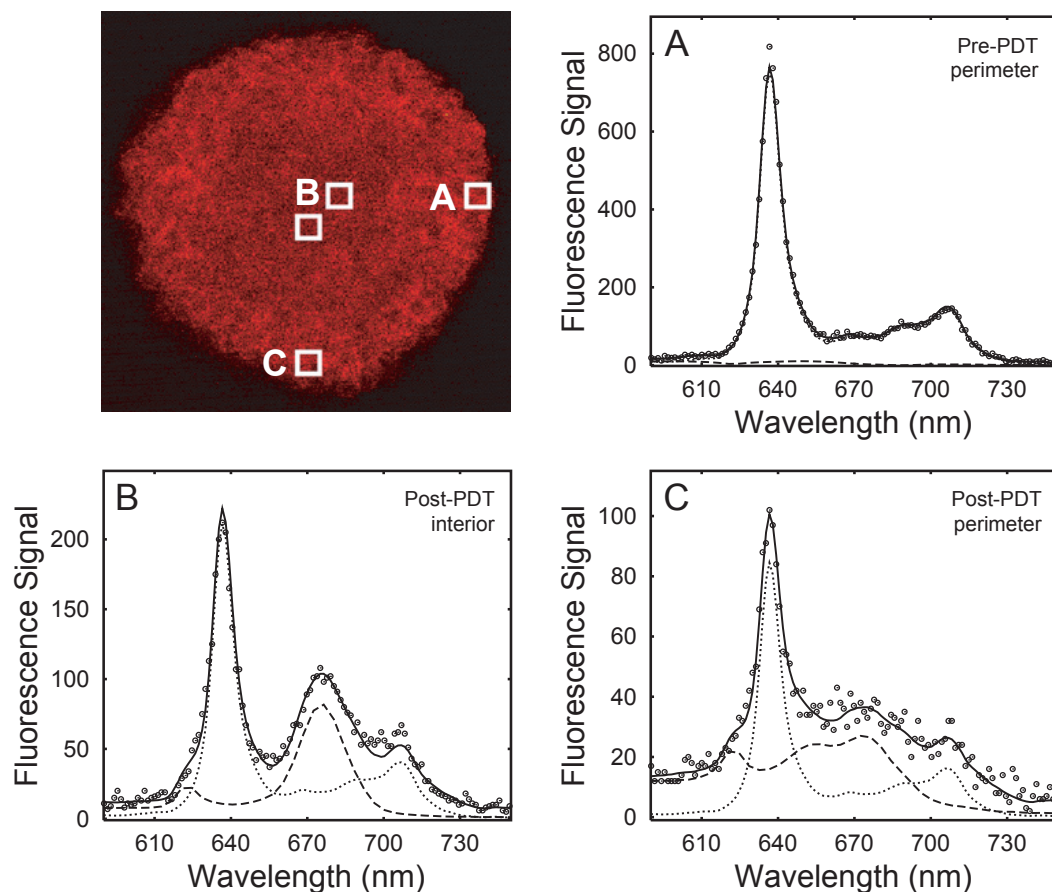 B
A
C
A
Pre-PDT
perimeter
Fluorescence Signal
800
600
400
200
0
610 640 670 700 730
Wavelength (nm)
B
Post-PDT
interior
Fluorescence Signal
200
150
100
50
0
610 640 670 700 730
Wavelength (nm)
C
Post-PDT
perimeter
Fluorescence Signal
100
80
60
40
20
0
610 640 670 700 730
Wavelength (nm)